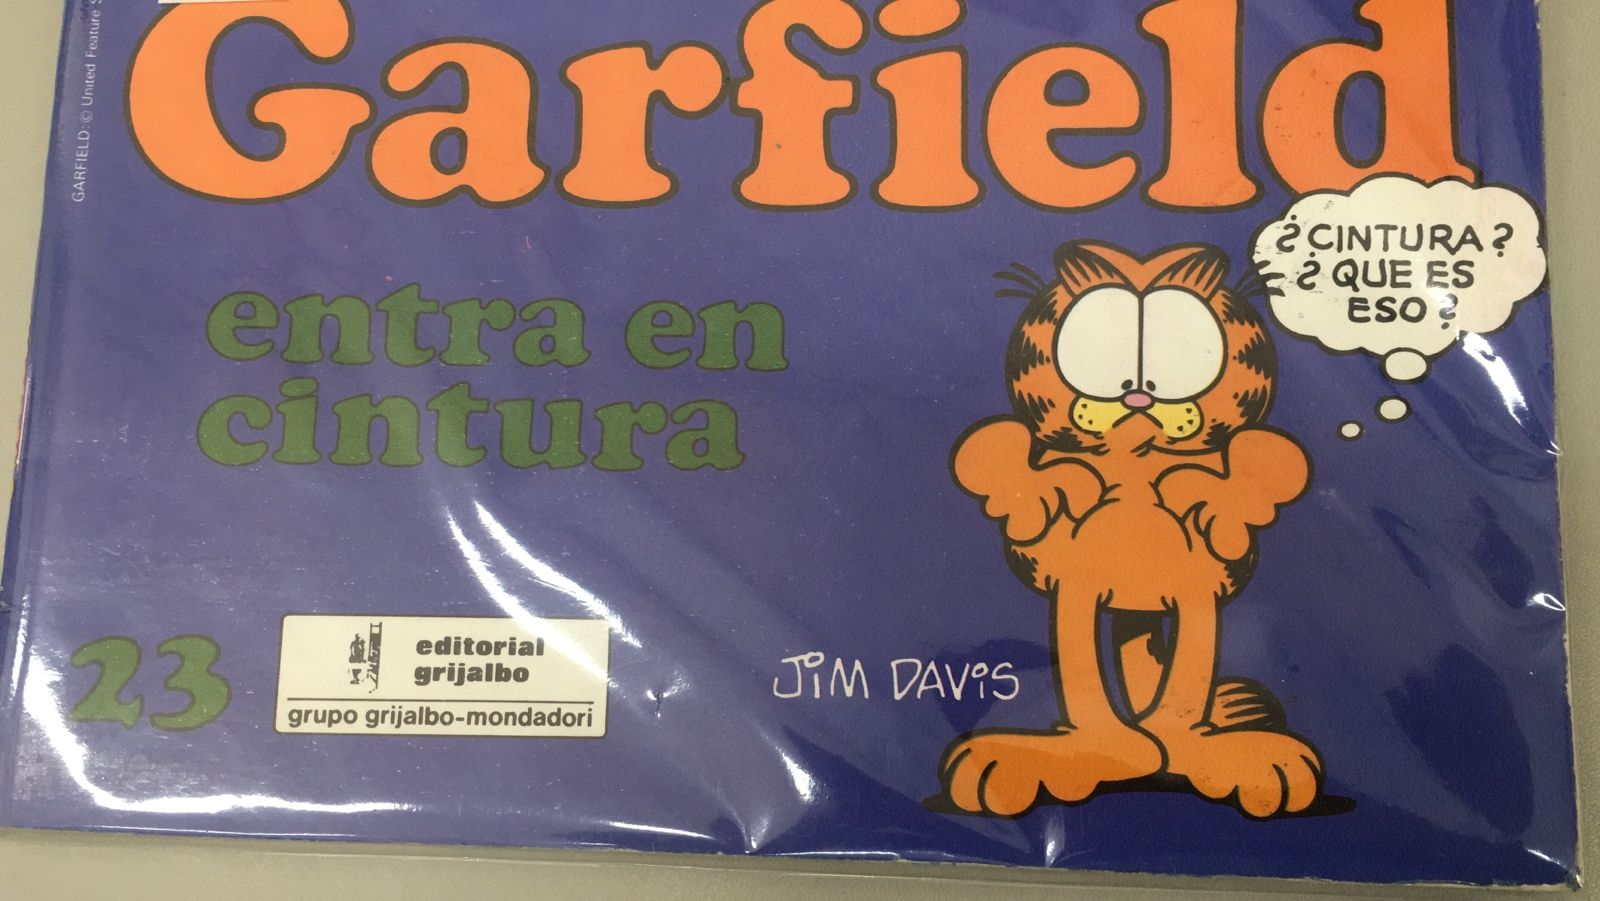 GARFIELD: © United Feature
Garfield
entra en
cintura
¿CINTURA?
¿QUE ES
ESO?
23
editorial
grijalbo
grupo grijalbo-mondadori
JIM DAVIS